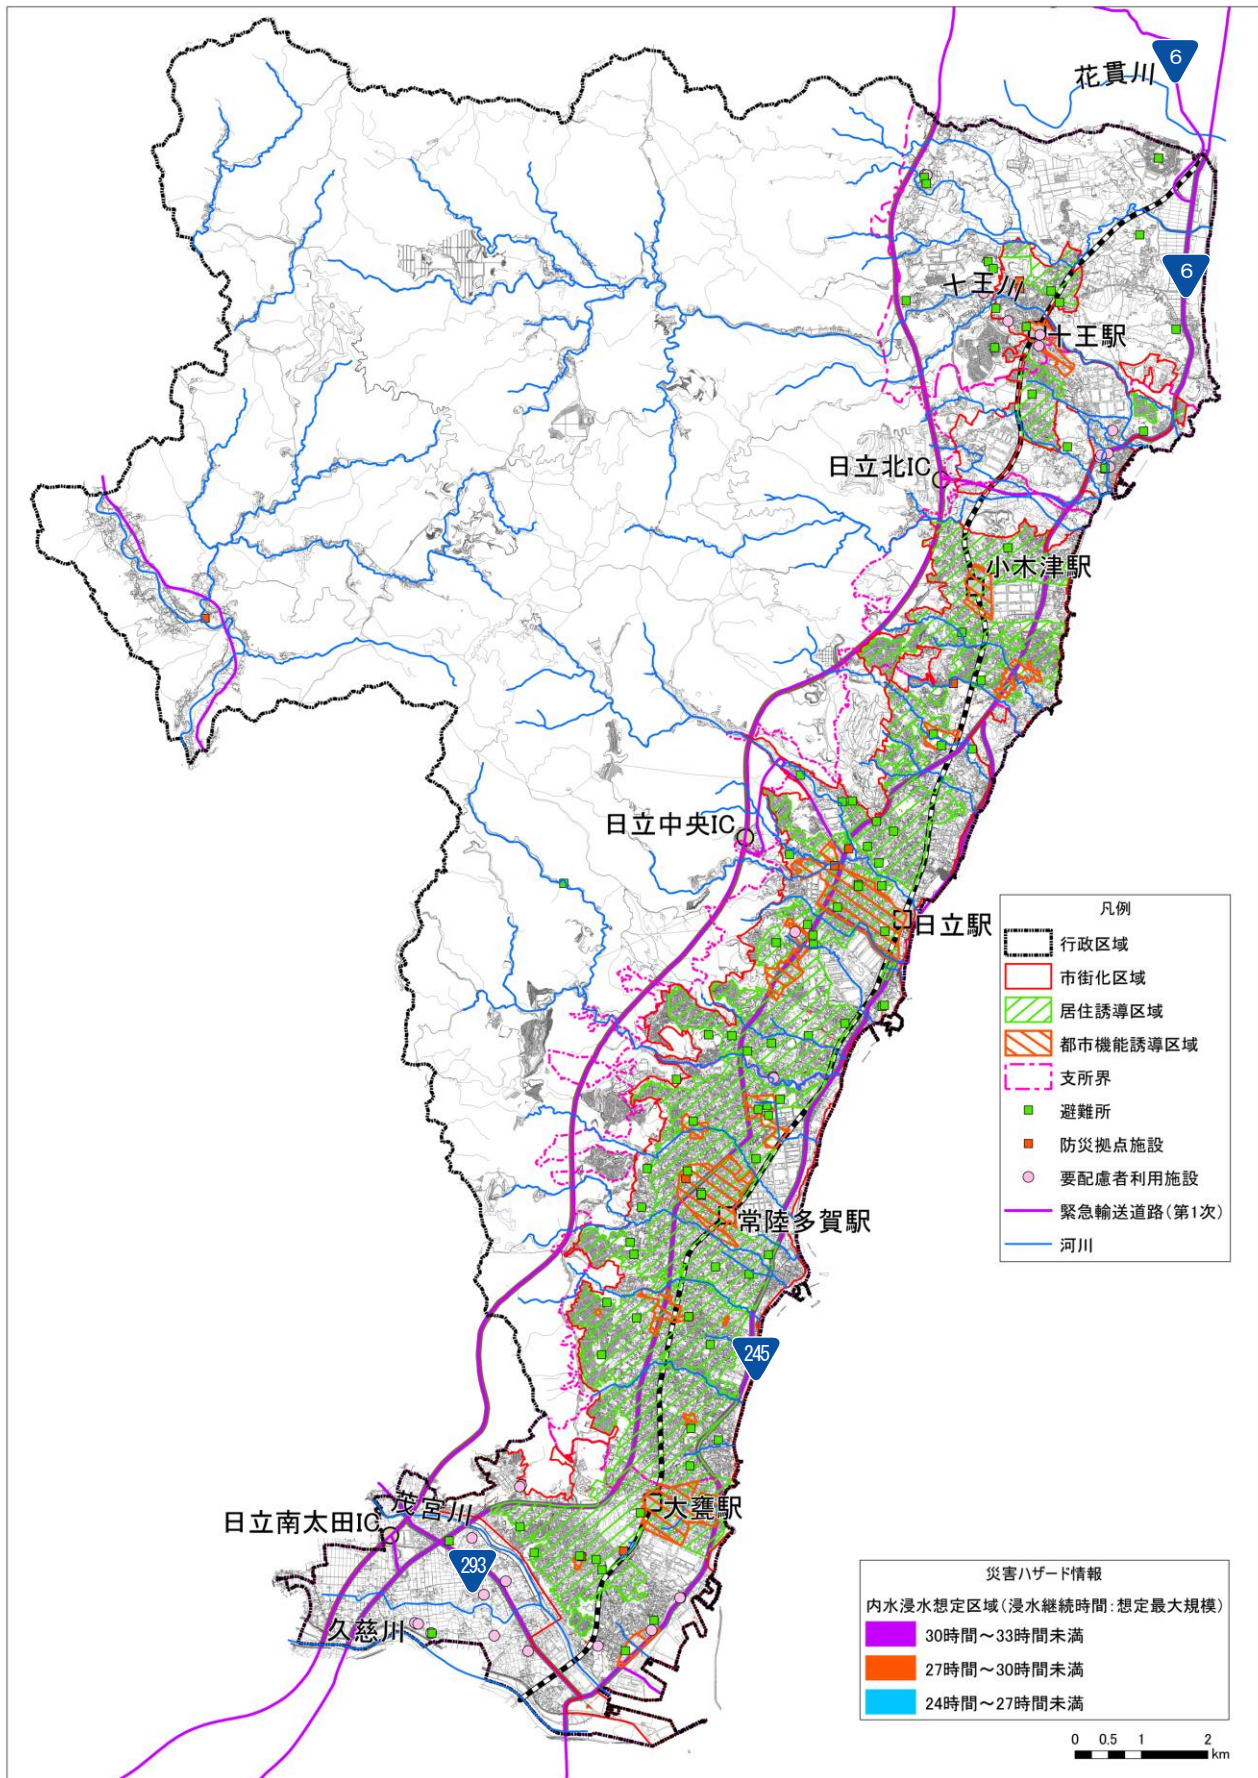 6
花貫川
6
十王川
十王駅
日立北IC
小木津駅
日立中央IC
日立駅
常陸多賀駅
245
大甕駅
茂宮川
日立南太田IC
293
久慈川
凡例
行政区域
市街化区域
居住誘導区域
都市機能誘導区域
支所界
避難所
防災拠点施設
要配慮者利用施設
緊急輸送道路(第1次)
河川
災害ハザード情報
内水浸水想定区域(浸水継続時間:想定最大規模)
30時間~33時間未満
27時間~30時間未満
24時間~27時間未満
0 0.5 1 2
km